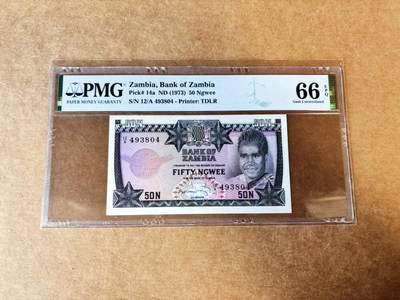 PMG
PAPER MONEY GUARANTY
Zambia, Bank of Zambia
Pick# 14a ND (1973) 50 Ngwee
S/N 12/A 493804 - Printer: TDLR
66 EPQ
Gem Uncirculated
493804
BANK OF
ZAMBIA
FIFTY NGWEE
493804
50N
50N